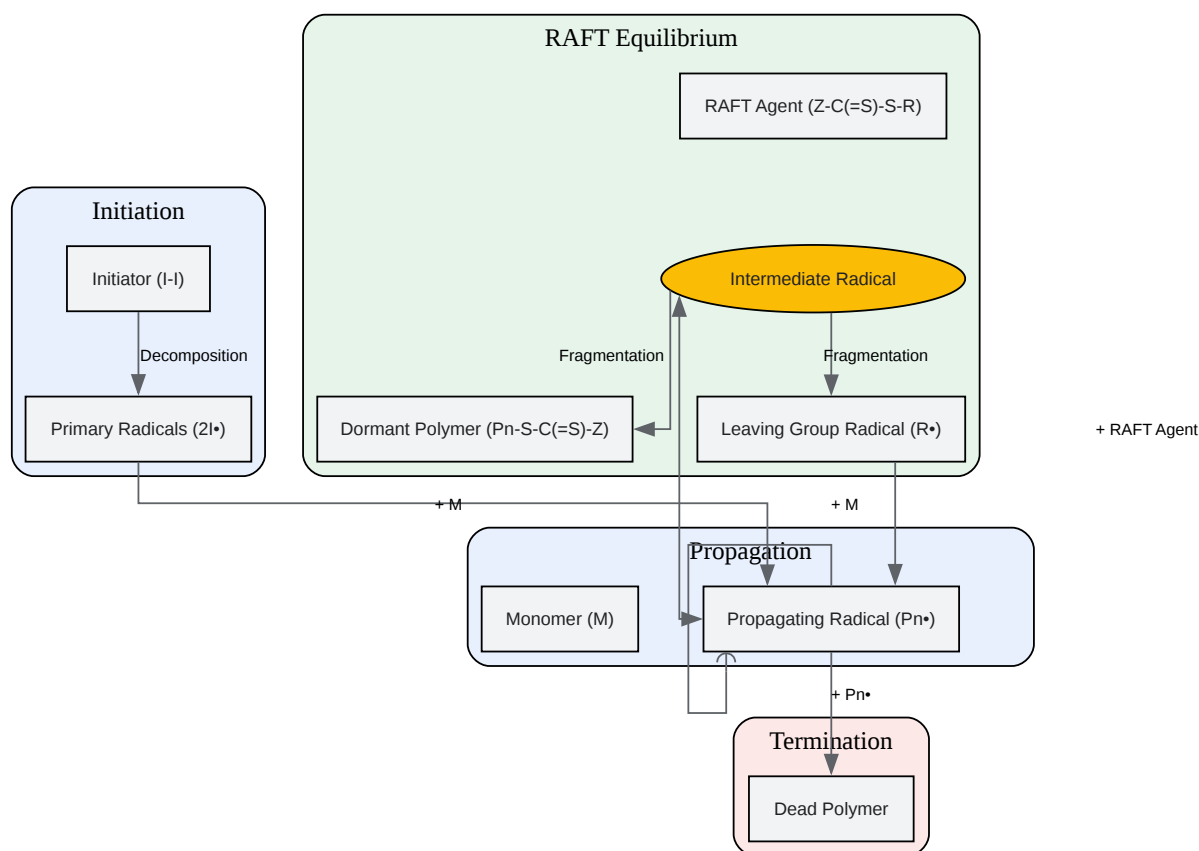 RAFT Equilibrium
RAFT Agent (Z-C(=S)-S-R)
Initiation
Initiator (I-I)
Intermediate Radical
Decomposition
Fragmentation
Fragmentation
Primary Radicals (2I•)
Dormant Polymer (Pn-S-C(=S)-Z)
Leaving Group Radical (R•)
+ RAFT Agent
+ M
+ M
Propagation
Monomer (M)
Propagating Radical (Pn•)
+ Pn•
Termination
Dead Polymer